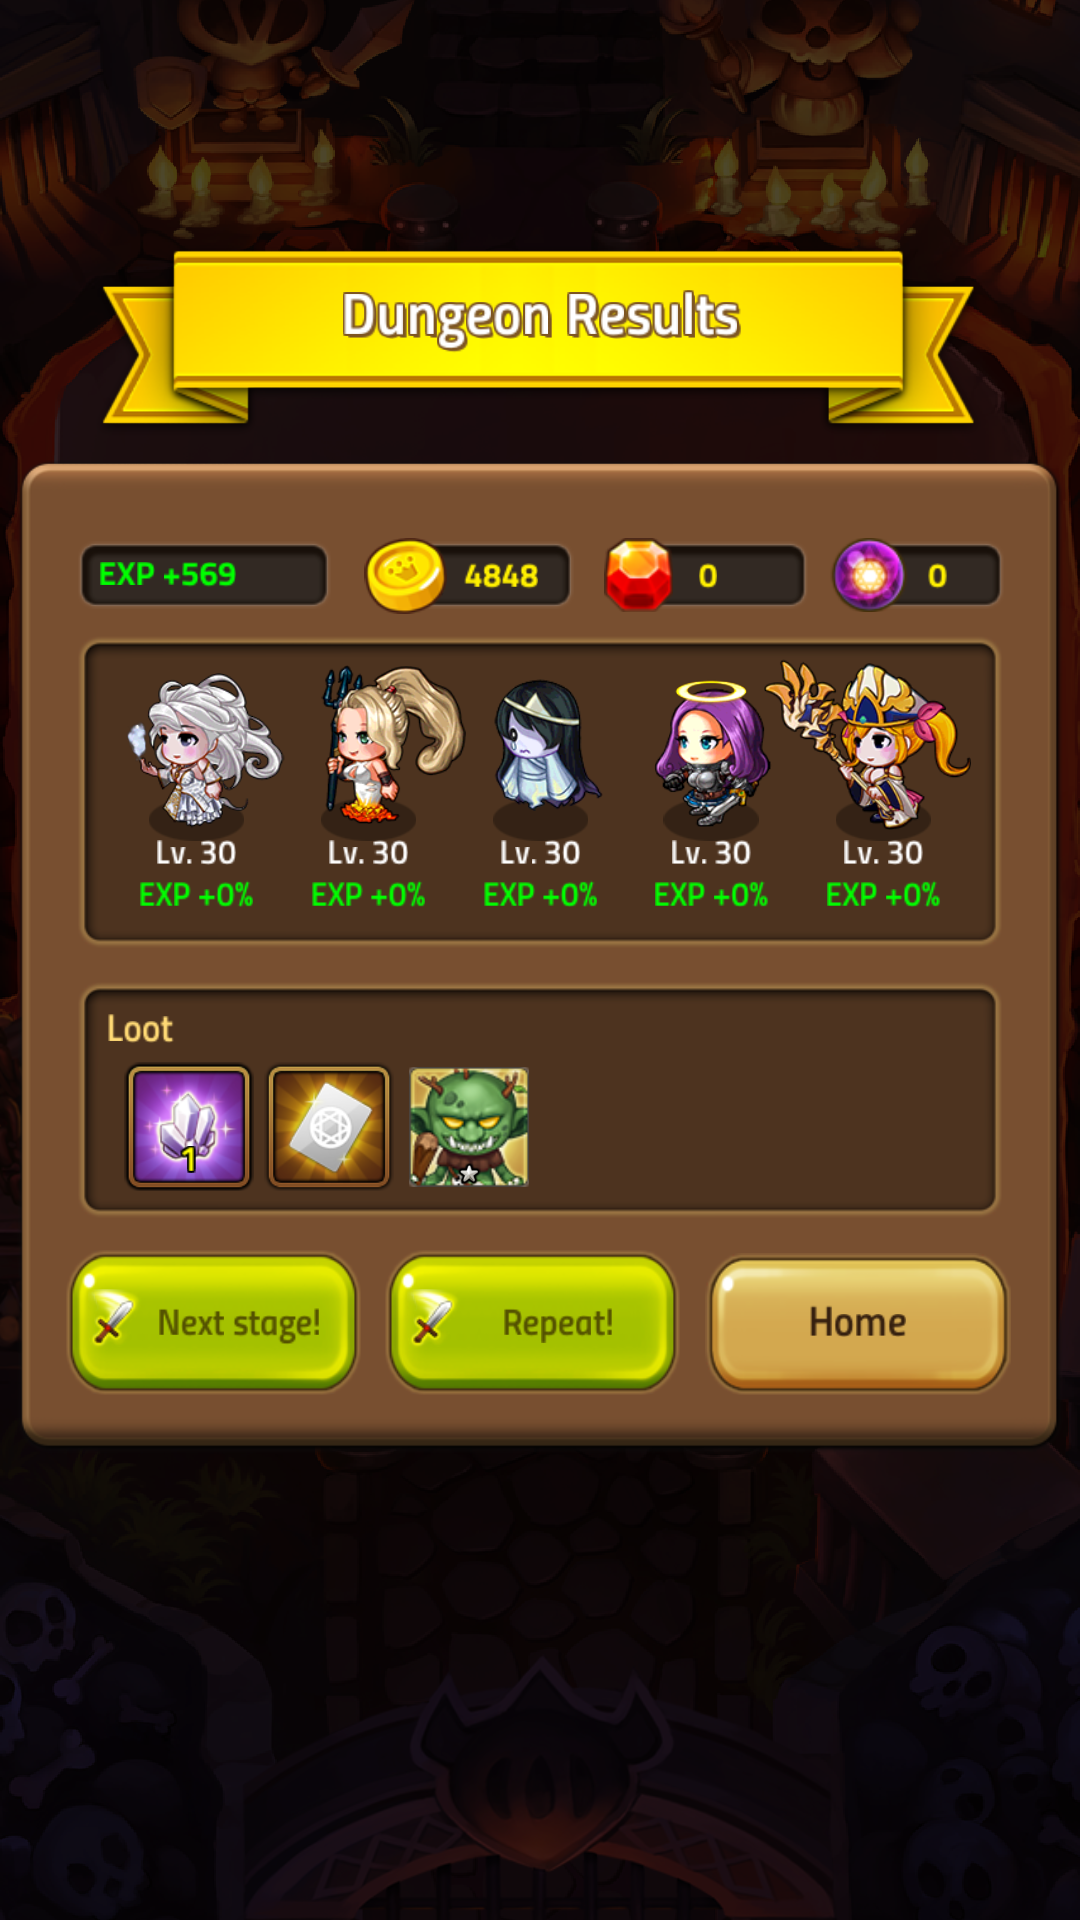 Dungeon Results
EXP +569
4848
0
0
Lv. 30
Lv. 30
Lv. 30
Lv. 30
Lv. 30
EXP +0%
EXP +0%
EXP +0%
EXP +0%
EXP +0%
Loot
1
Next stage!
Repeat!
Home